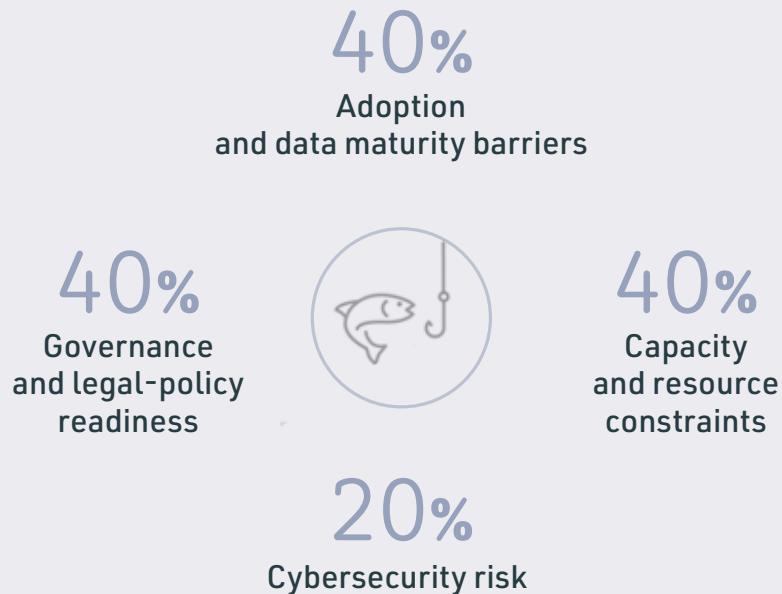 40%
Adoption
and data maturity barriers
40%
Governance
and legal-policy
readiness
40%
Capacity
and resource
constraints
20%
Cybersecurity risk